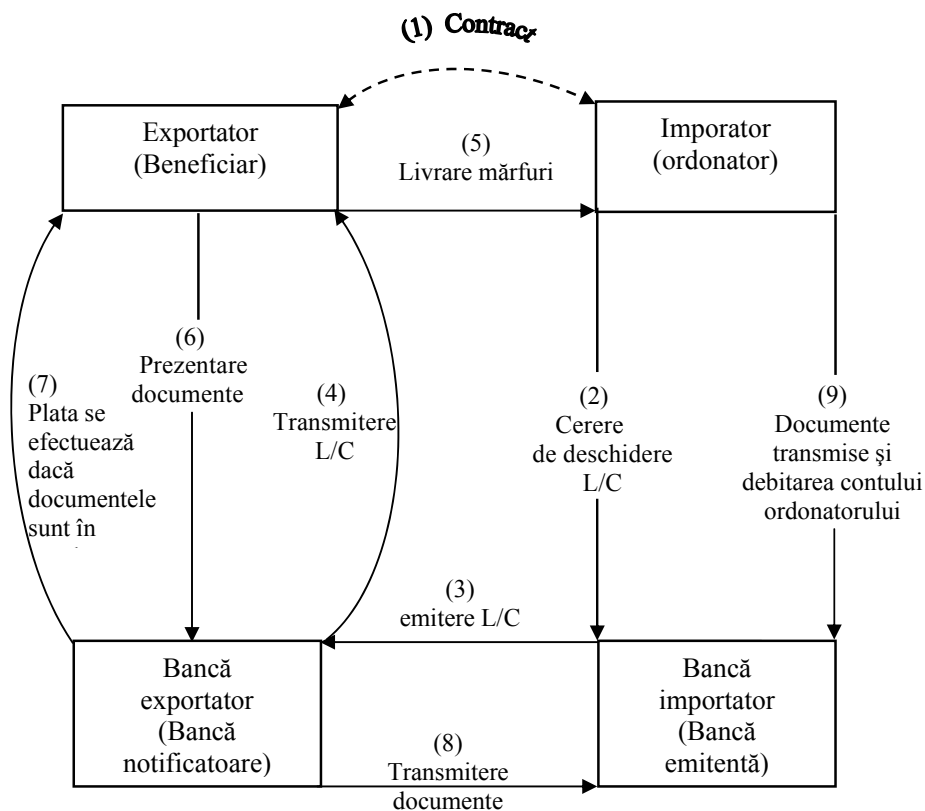 (1) Contract
Exportator
(Beneficiar)
Imporator
(ordonator)
(5)
Livrare mărfuri
(6)
Prezentare
documente
(7)
Plata se
efectuează
dacă
documentele
sunt în
(4)
Transmitere
L/C
(2)
Cerere
de deschidere
L/C
(9)
Documente
transmise şi
debitarea contului
ordonatorului
(3)
emitere L/C
Bancă
exportator
(Bancă
notificatoare)
Bancă
importator
(Bancă
emitentă)
(8)
Transmitere
documente